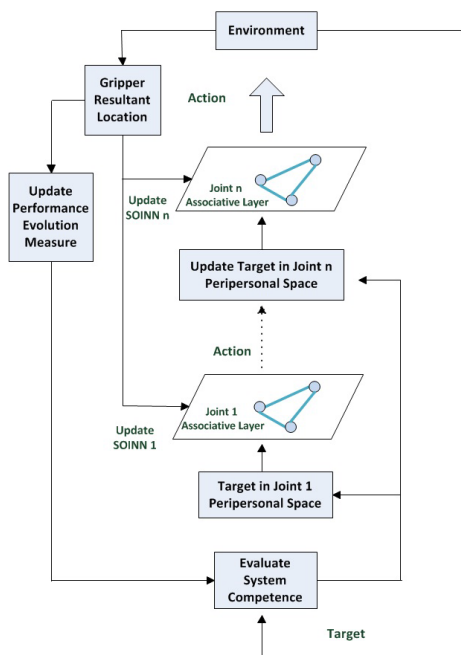 Environment
Gripper
Resultant
Location
Action
Update
Performance
Evolution
Measure
Update
SOINN n
Joint n
Associative Layer
Update Target in Joint n
Peripersonal Space
Action
Joint 1
Associative Layer
Update
SOINN 1
Target in Joint 1
Peripersonal Space
Evaluate
System
Competence
Target